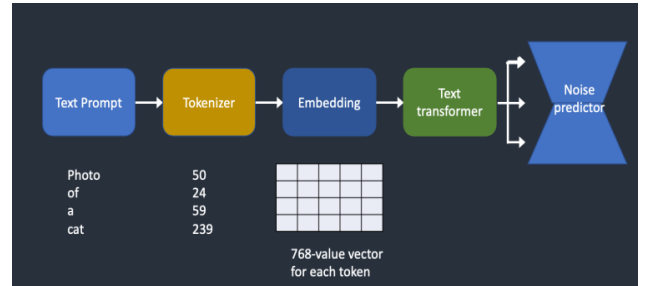 Text Prompt
Tokenizer
Embedding
Text
transformer
Noise
predictor
Photo
of
a
cat
50
24
59
239
768-value vector
for each token